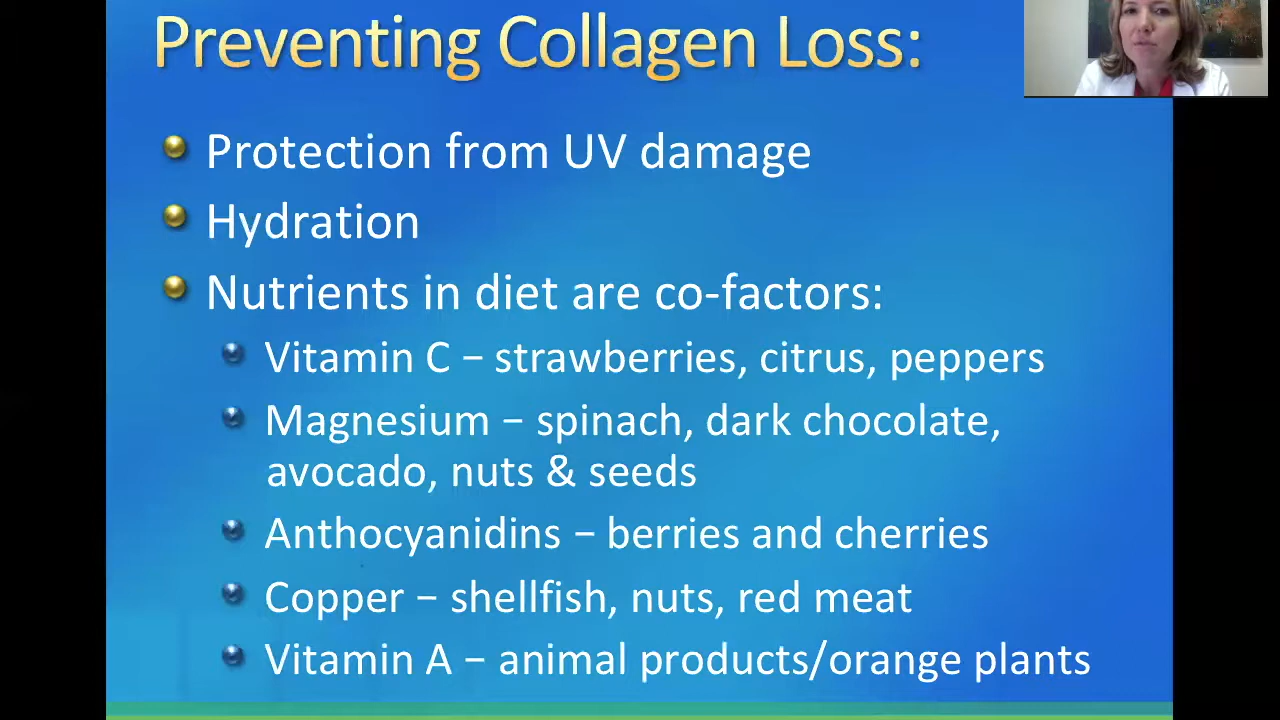 Preventing Collagen Loss:
Protection from UV damage
Hydration
Nutrients in diet are co-factors:
Vitamin C – strawberries, citrus, peppers
Magnesium – spinach, dark chocolate,
avocado, nuts & seeds
Anthocyanidins – berries and cherries
Copper – shellfish, nuts, red meat
Vitamin A – animal products/orange plants